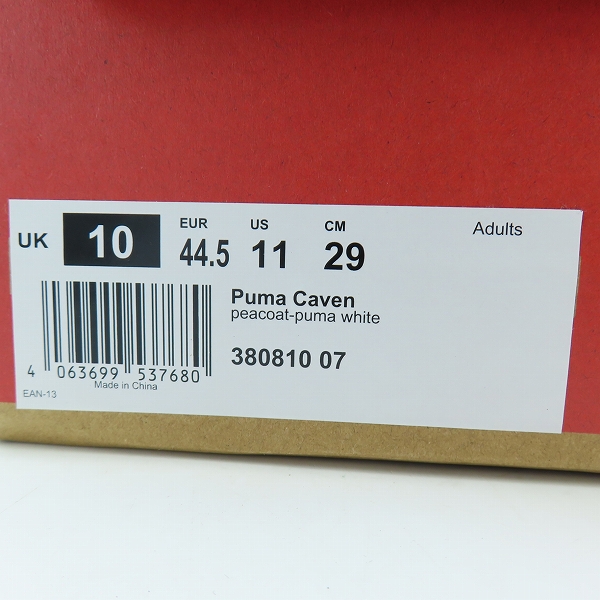 UK 10
EUR US CM
44.5 11 29
Adults
Puma Caven
peacoat-puma white
380810 07
4 063699 537680
Made in China
EAN-13